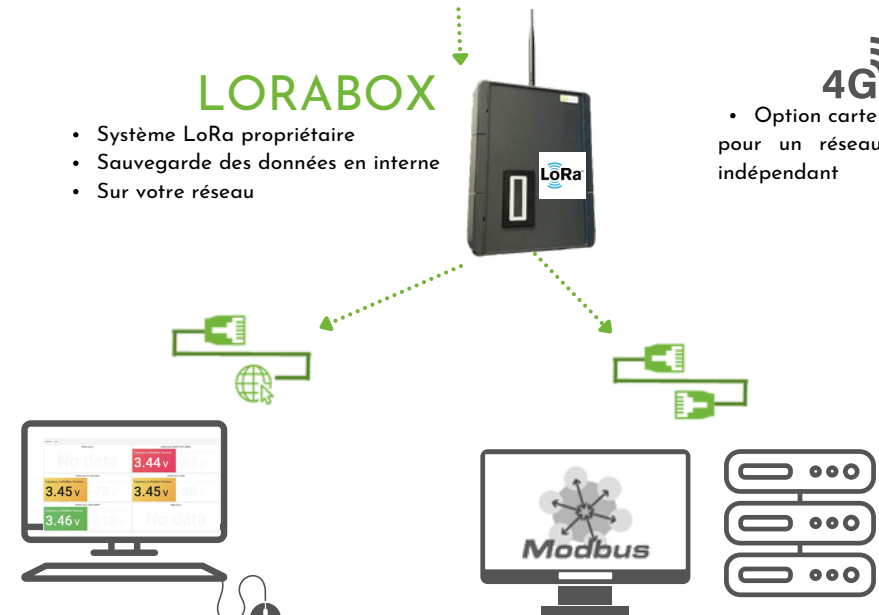 LORABOX
• Système LoRa propriétaire
• Sauvegarde des données en interne
• Sur votre réseau
LoRa
4G
• Option carte
pour un réseau
indépendant
No data
3.44 v
3.45 v
3.45 v
3.46 v
No data
Modbus